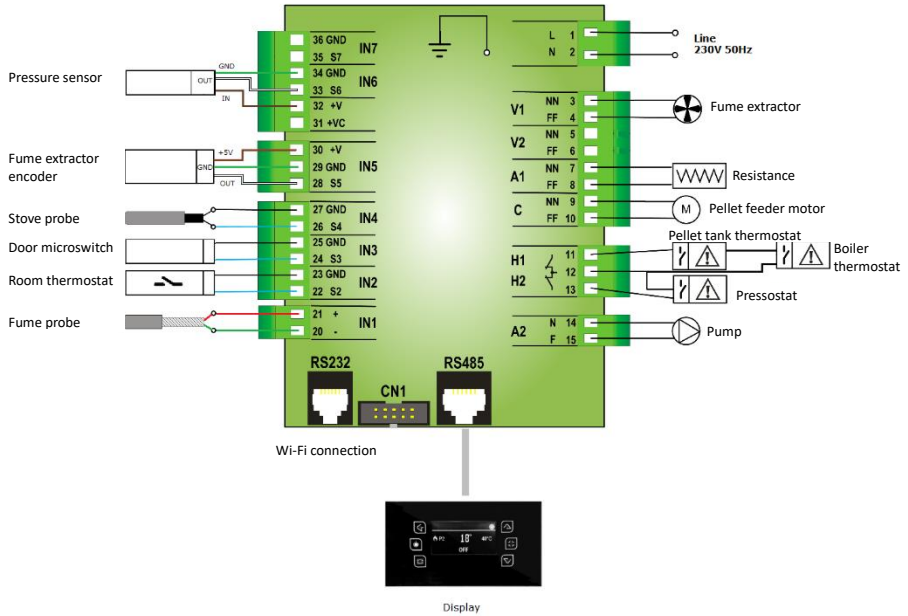 36 GND
IN7
35 S7
34 GND
IN6
33 S6
32 +V
31 +VC
30 +V
29 GND
IN5
28 S5
27 GND
IN4
26 S4
25 GND
IN3
24 S3
23 GND
IN2
22 S2
21 +
IN1
20 -
Pressure sensor
GND
OUT
IN
Fume extractor
encoder
+5V
GND
OUT
Stove probe
Door microswitch
Room thermostat
Fume probe
L 1
N 2
Line
230V 50Hz
V1
NN 3
FF 4
Fume extractor
V2
NN 5
FF 6
A1
NN 7
FF 8
Resistance
C
NN 9
FF 10
M
Pellet feeder motor
Pellet tank thermostat
Boiler
thermostat
H1
11
12
H2
13
Pressostat
A2
N 14
F 15
Pump
RS232
CN1
RS485
Wi-Fi connection
P2
18°
40°C
OFF
Display